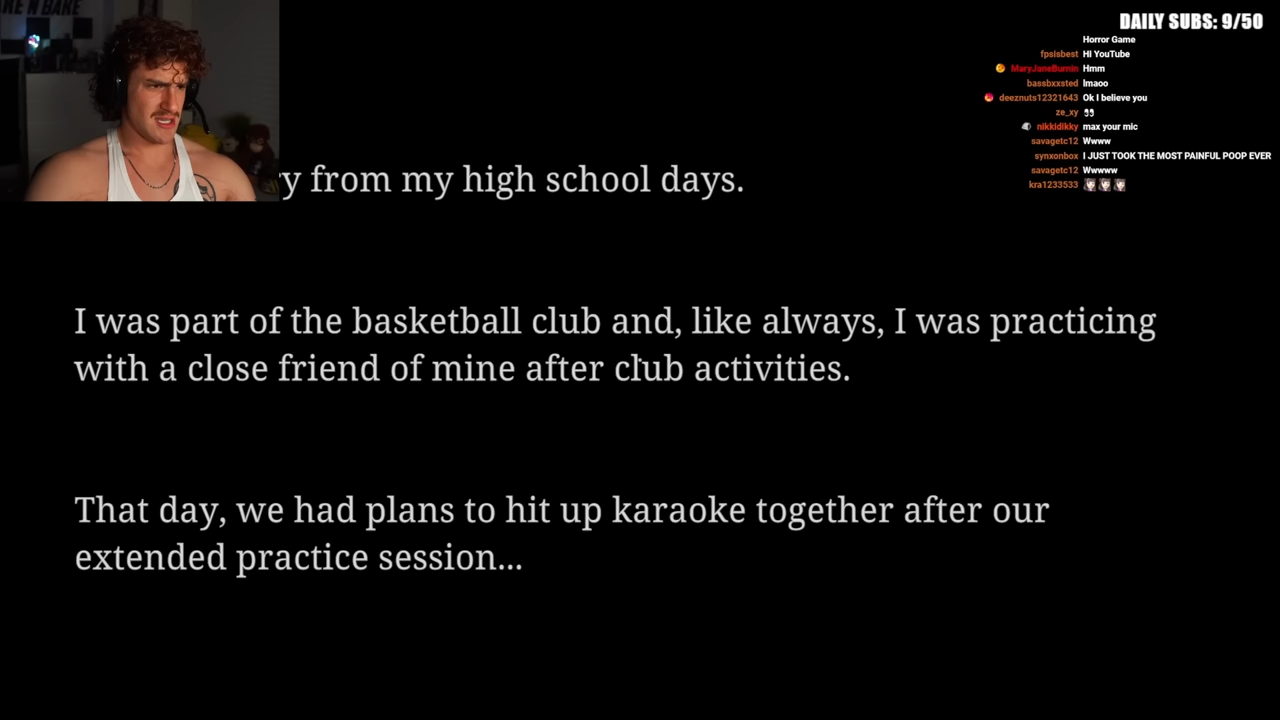 DAILY SUBS: 9/50
Horror Game
fpsisbest HI YouTube
MaryJaneBurnin Hmm
bassbxxsted lmaoo
deeznuts12321643 Ok I believe you
ze_xy
nikkidikky max your mic
savagetc12 Wwww
synxonbox I JUST TOOK THE MOST PAINFUL POOP EVER
savagetc12 Wwwww
kra1233533
from my high school days.
I was part of the basketball club and, like always, I was practicing
with a close friend of mine after club activities.
That day, we had plans to hit up karaoke together after our
extended practice session...